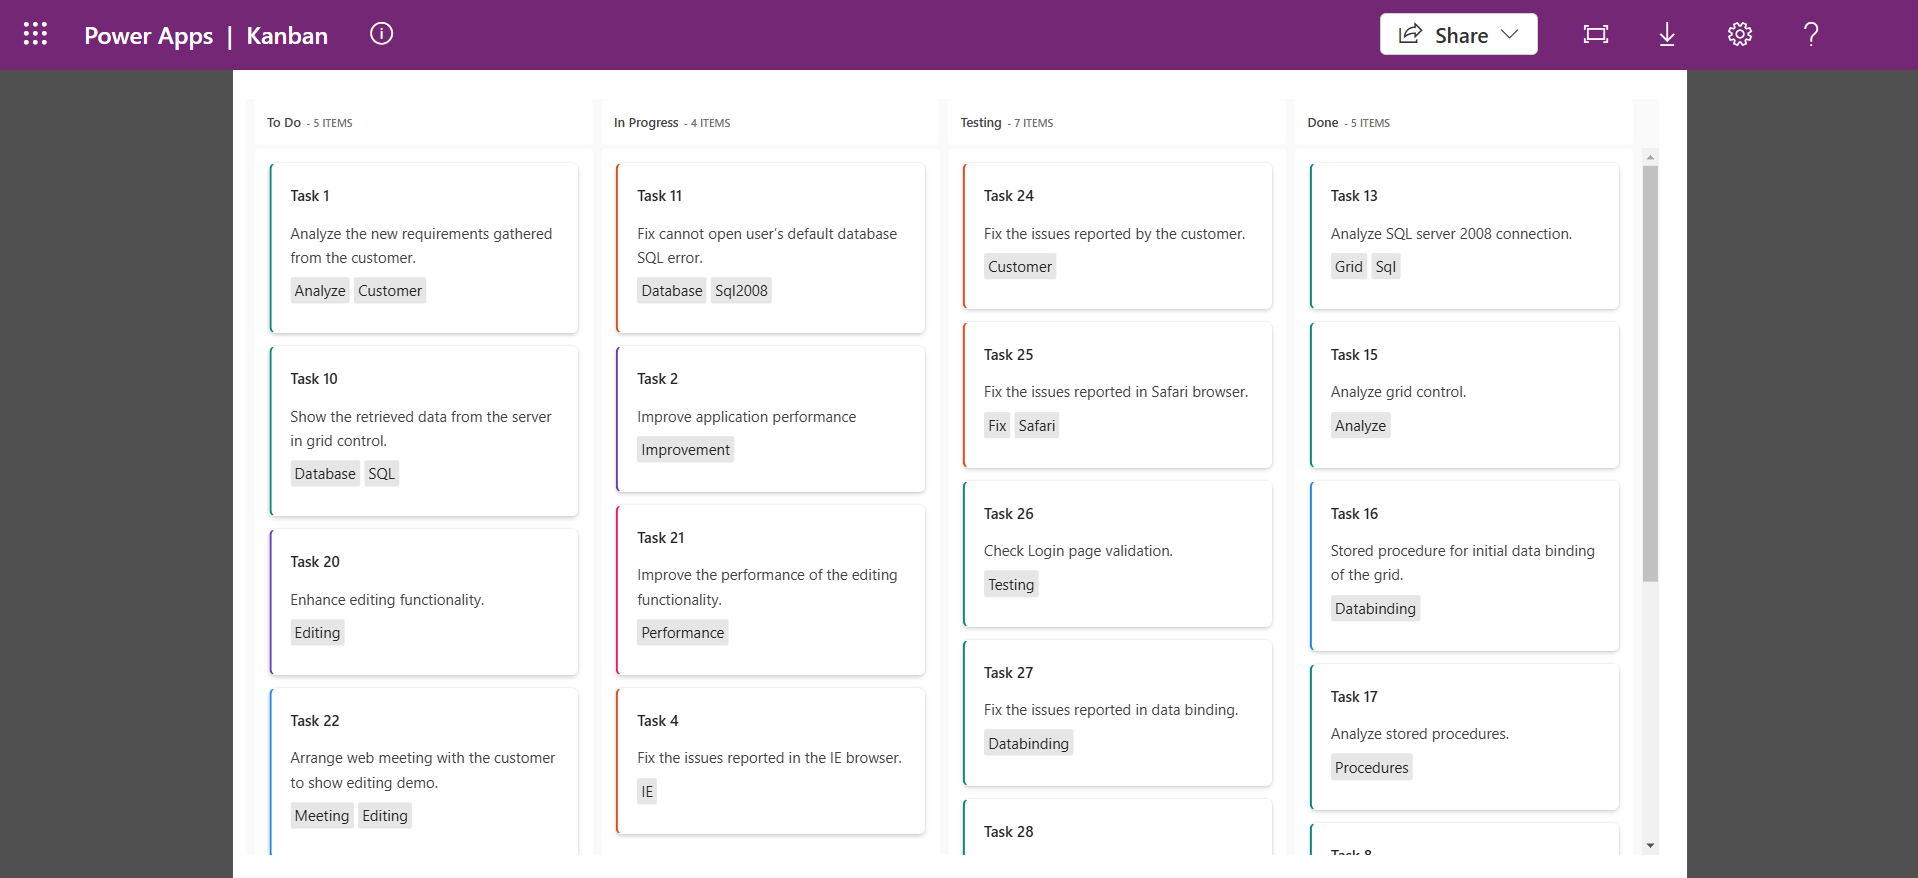 Power Apps | Kanban
Share
To Do - 5 ITEMS
Task 1
Analyze the new requirements gathered
from the customer.
Analyze Customer
Task 10
Show the retrieved data from the server
in grid control.
Database SQL
Task 20
Enhance editing functionality.
Editing
Task 22
Arrange web meeting with the customer
to show editing demo.
Meeting Editing
In Progress - 4 ITEMS
Task 11
Fix cannot open user’s default database
SQL error.
Database Sql2008
Task 2
Improve application performance
Improvement
Task 21
Improve the performance of the editing
functionality.
Performance
Task 4
Fix the issues reported in the IE browser.
IE
Testing - 7 ITEMS
Task 24
Fix the issues reported by the customer.
Customer
Task 25
Fix the issues reported in Safari browser.
Fix Safari
Task 26
Check Login page validation.
Testing
Task 27
Fix the issues reported in data binding.
Databinding
Task 28
Done - 5 ITEMS
Task 13
Analyze SQL server 2008 connection.
Grid Sql
Task 15
Analyze grid control.
Analyze
Task 16
Stored procedure for initial data binding
of the grid.
Databinding
Task 17
Analyze stored procedures.
Procedures
Task 8